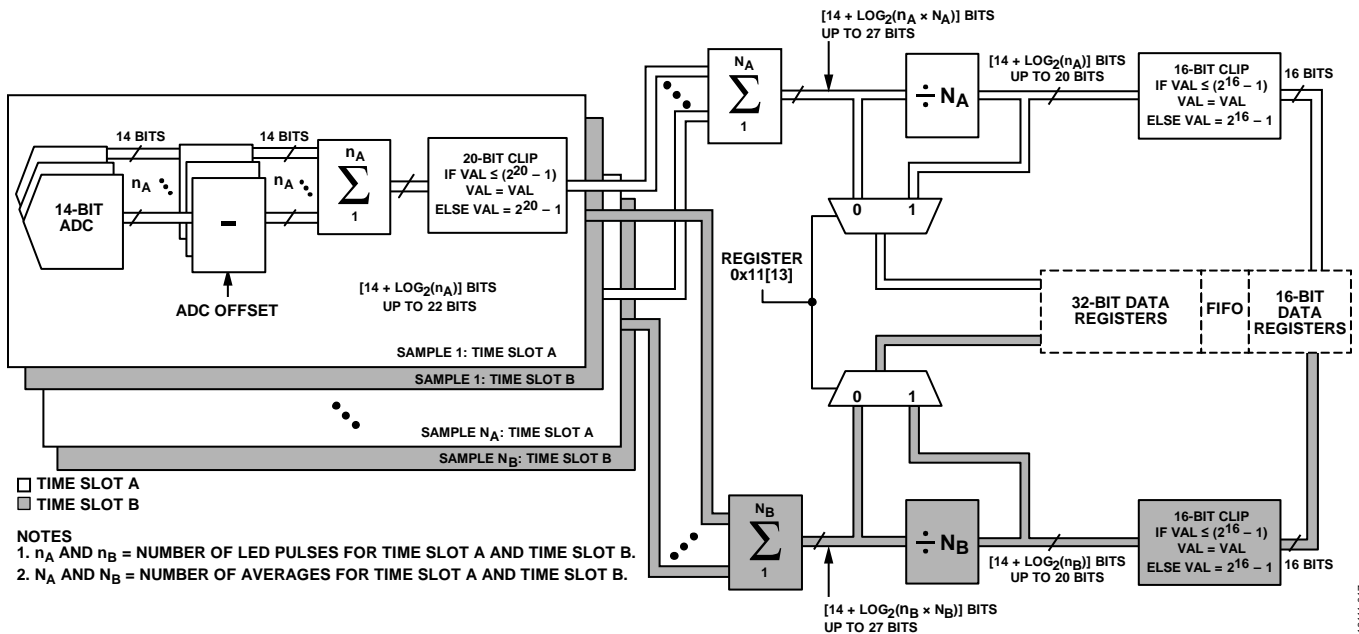 [14 + LOG2(nA × NA)] BITS
UP TO 27 BITS
NA
Σ
1
÷ NA
[14 + LOG2(nA)] BITS
UP TO 20 BITS
16-BIT CLIP
IF VAL ≤ (2^16 – 1)
VAL = VAL
ELSE VAL = 2^16 – 1
16 BITS
14 BITS
14 BITS
nA
nA
14-BIT
ADC
–
ADC OFFSET
nA
Σ
1
20-BIT CLIP
IF VAL ≤ (2^20 – 1)
VAL = VAL
ELSE VAL = 2^20 – 1
[14 + LOG2(nA)] BITS
UP TO 22 BITS
SAMPLE 1: TIME SLOT A
SAMPLE 1: TIME SLOT B
SAMPLE NA: TIME SLOT A
SAMPLE NB: TIME SLOT B
0 1
REGISTER
0x11[13]
32-BIT DATA
REGISTERS
FIFO
16-BIT
DATA
REGISTERS
0 1
TIME SLOT A
TIME SLOT B
NOTES
1. nA AND nB = NUMBER OF LED PULSES FOR TIME SLOT A AND TIME SLOT B.
2. NA AND NB = NUMBER OF AVERAGES FOR TIME SLOT A AND TIME SLOT B.
NB
Σ
1
÷ NB
[14 + LOG2(nB)] BITS
UP TO 20 BITS
16-BIT CLIP
IF VAL ≤ (2^16 – 1)
VAL = VAL
ELSE VAL = 2^16 – 1
16 BITS
[14 + LOG2(nB × NB)] BITS
UP TO 27 BITS